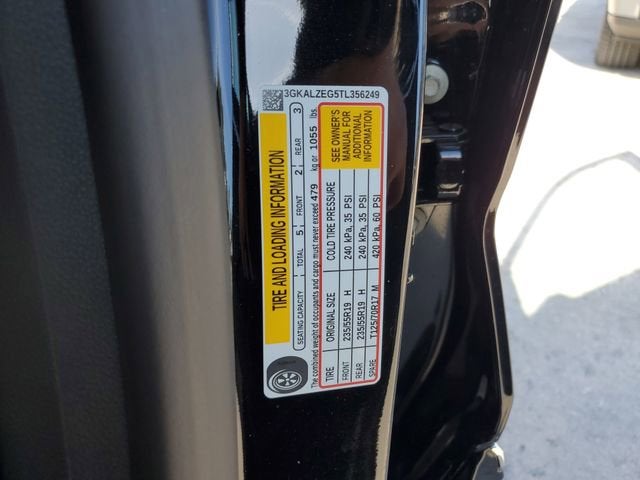 3GKALZEG5TL356249
TIRE AND LOADING INFORMATION
SEATING CAPACITY TOTAL 5 FRONT 2 REAR 3
The combined weight of occupants and cargo must never exceed 479 kg or 1055 lbs.
TIRE ORIGINAL SIZE COLD TIRE PRESSURE
FRONT 235/55R19 H 240 kPa, 35 PSI
REAR 235/55R19 H 240 kPa, 35 PSI
SPARE T125/70R17 M 420 kPa, 60 PSI
SEE OWNER'S
MANUAL FOR
ADDITIONAL
INFORMATION